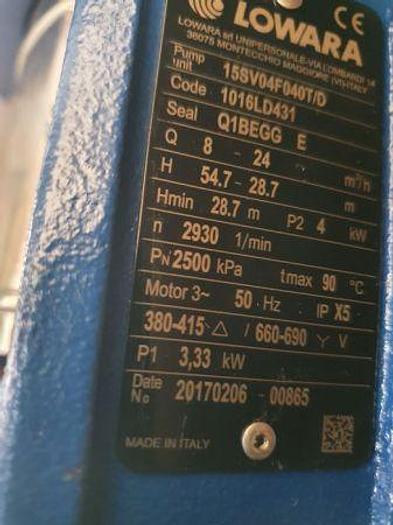 LOWARA CE
LOWARA srl UNIPERSONALE-VIA LOMBARDI 14
36075 MONTECCHIO MAGGIORE (VI)-ITALY
Pump unit 15SV04F040T/D
Code 1016LD431
Seal Q1BEGG E
Q 8 - 24 m³/h
H 54.7 - 28.7 m
Hmin 28.7 m P2 4 kW
n 2930 1/min
PN 2500 kPa tmax 90 °C
Motor 3~ 50 Hz IP X5
380-415 △ / 660-690 Y V
P1 3,33 kW
Date No 20170206 - 00865
MADE IN ITALY